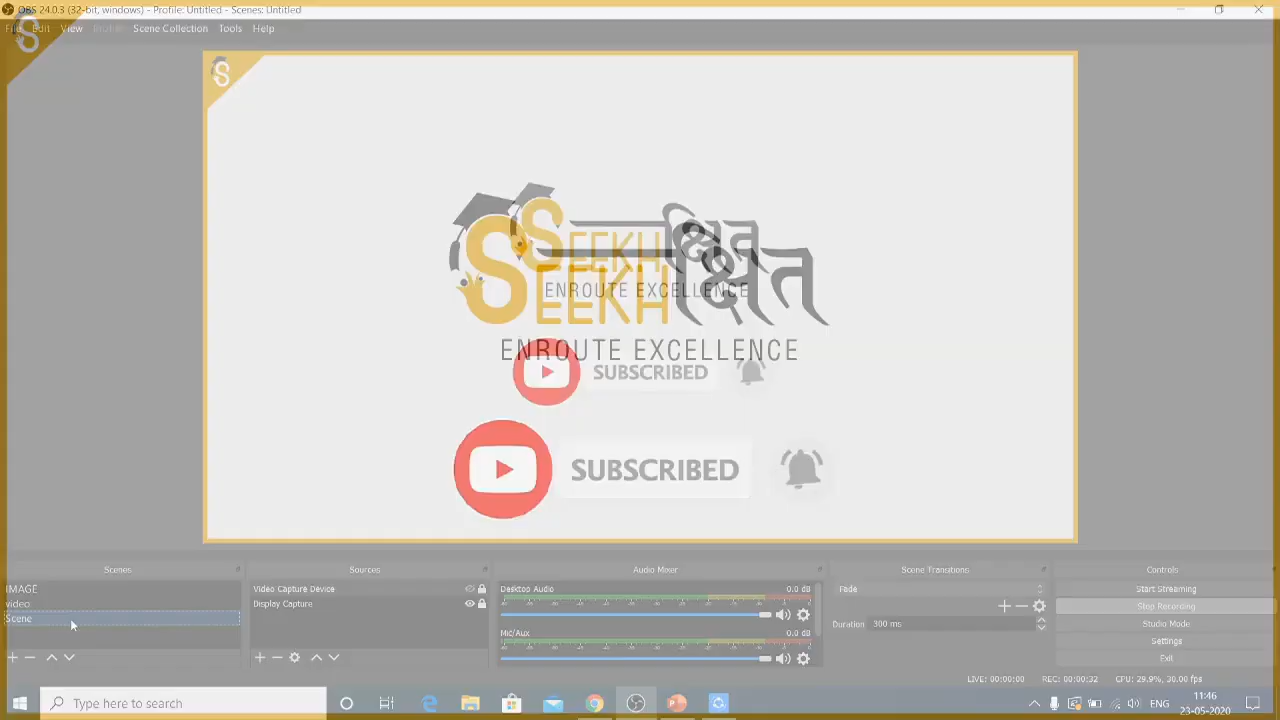 OBS 24.0.3 (32-bit, windows) - Profile: Untitled - Scenes: Untitled
File Edit View Profile Scene Collection Tools Help
S
S
SEEKHक्षित
SEEKHक्षित
ENROUTE EXCELLENCE
ENROUTE EXCELLENCE
SUBSCRIBED
SUBSCRIBED
Scenes
IMAGE
video
Scene
Sources
Video Capture Device
Display Capture
Audio Mixer
Desktop Audio 0.0 dB
Mic/Aux 0.0 dB
Scene Transitions
Fade
Duration 300 ms
Controls
Start Streaming
Stop Recording
Studio Mode
Settings
Exit
LIVE: 00:00:00 REC: 00:00:32 CPU: 29.9%, 30.00 fps
Type here to search
ENG
11:46
23-05-2020